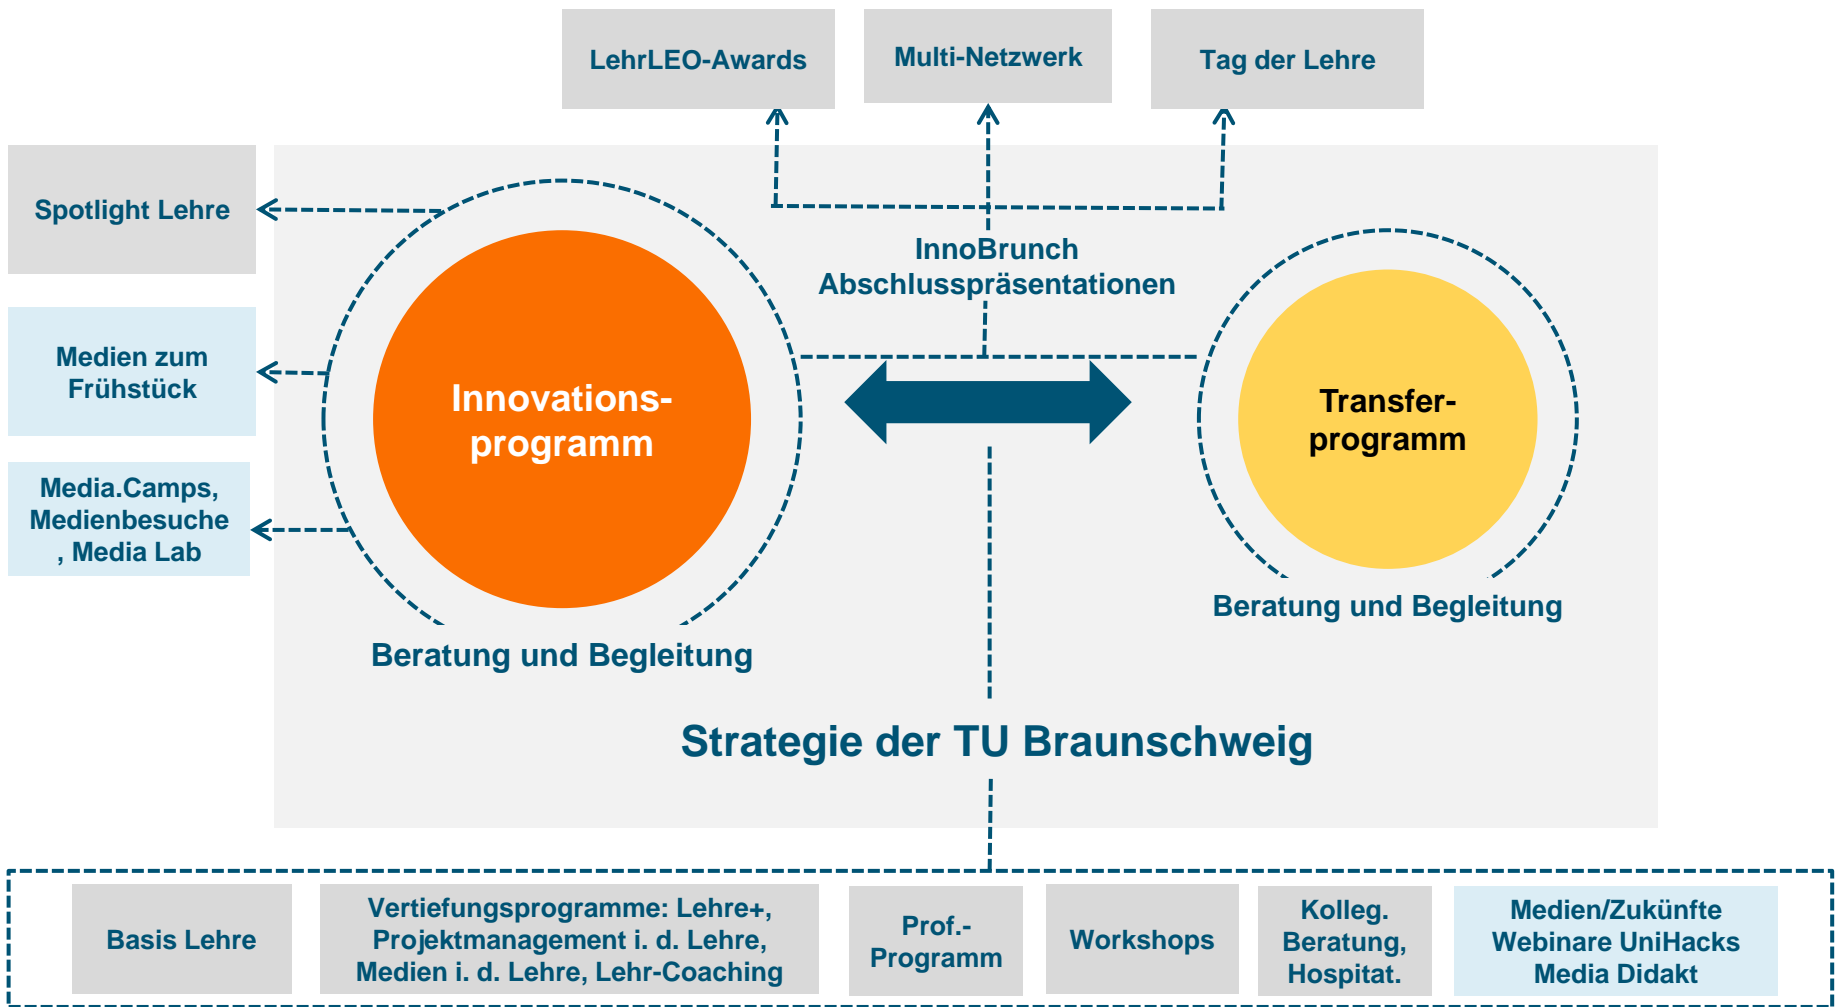 LehrLEO-Awards
Multi-Netzwerk
Tag der Lehre
Spotlight Lehre
InnoBrunch
Abschlusspräsentationen
Medien zum
Frühstück
Innovations-
programm
Transfer-
programm
Media.Camps,
Medienbesuche
, Media Lab
Beratung und Begleitung
Beratung und Begleitung
Strategie der TU Braunschweig
Basis Lehre
Vertiefungsprogramme: Lehre+,
Projektmanagement i. d. Lehre,
Medien i. d. Lehre, Lehr-Coaching
Prof.-
Programm
Workshops
Kolleg.
Beratung,
Hospitat.
Medien/Zukünfte
Webinare UniHacks
Media Didakt